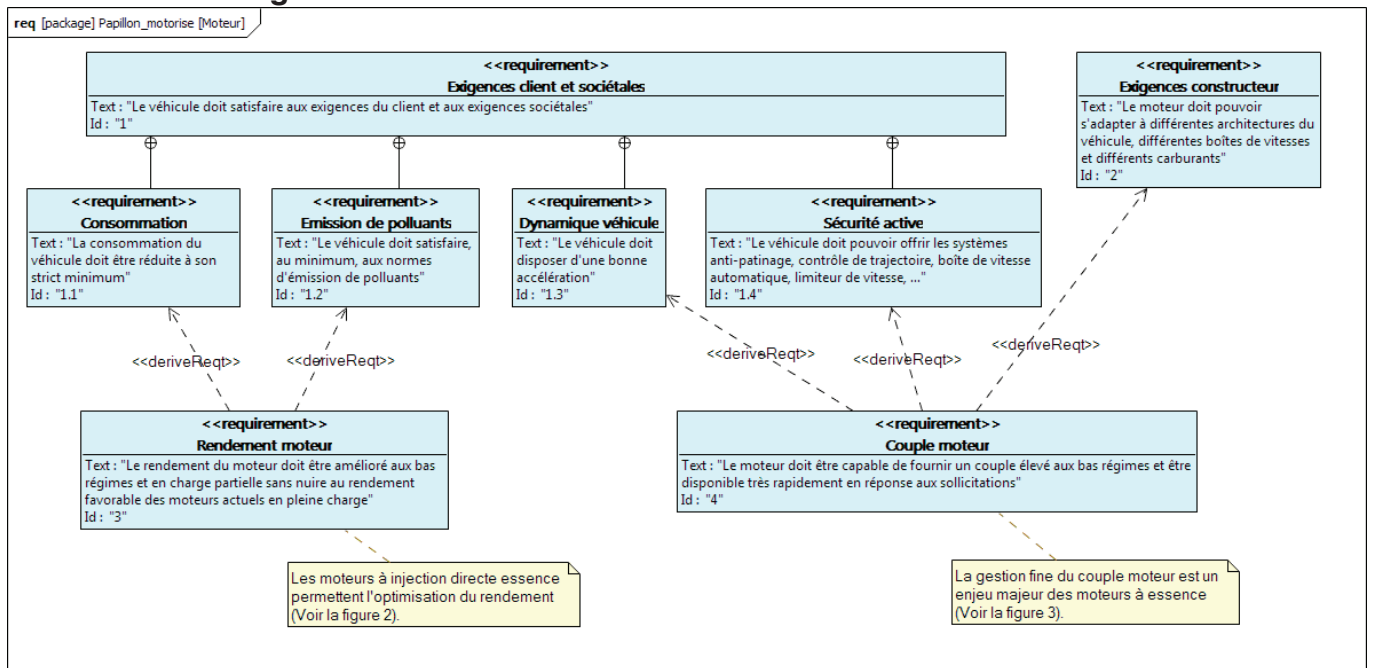 req [package] Papillon_motorise [Moteur]
<<requirement>>
Exigences client et sociétales
Text : "Le véhicule doit satisfaire aux exigences du client et aux exigences sociétales"
Id : "1"
<<requirement>>
Exigences constructeur
Text : "Le moteur doit pouvoir
s'adapter à différentes architectures du
véhicule, différentes boîtes de vitesses
et différents carburants"
Id : "2"
<<requirement>>
Consommation
Text : "La consommation du
véhicule doit être réduite à son
strict minimum"
Id : "1.1"
<<requirement>>
Emission de polluants
Text : "Le véhicule doit satisfaire,
au minimum, aux normes
d'émission de polluants"
Id : "1.2"
<<requirement>>
Dynamique véhicule
Text : "Le véhicule doit
disposer d'une bonne
accélération"
Id : "1.3"
<<requirement>>
Sécurité active
Text : "Le véhicule doit pouvoir offrir les systèmes
anti-patinage, contrôle de trajectoire, boîte de vitesse
automatique, limiteur de vitesse, ..."
Id : "1.4"
<<deriveReqt>>
<<deriveReqt>>
<<deriveReqt>>
<<deriveReqt>>
<<deriveReqt>>
<<requirement>>
Rendement moteur
Text : "Le rendement du moteur doit être amélioré aux bas
régimes et en charge partielle sans nuire au rendement
favorable des moteurs actuels en pleine charge"
Id : "3"
<<requirement>>
Couple moteur
Text : "Le moteur doit être capable de fournir un couple élevé aux bas régimes et être
disponible très rapidement en réponse aux sollicitations"
Id : "4"
Les moteurs à injection directe essence
permettent l'optimisation du rendement
(Voir la figure 2).
La gestion fine du couple moteur est un
enjeu majeur des moteurs à essence
(Voir la figure 3).